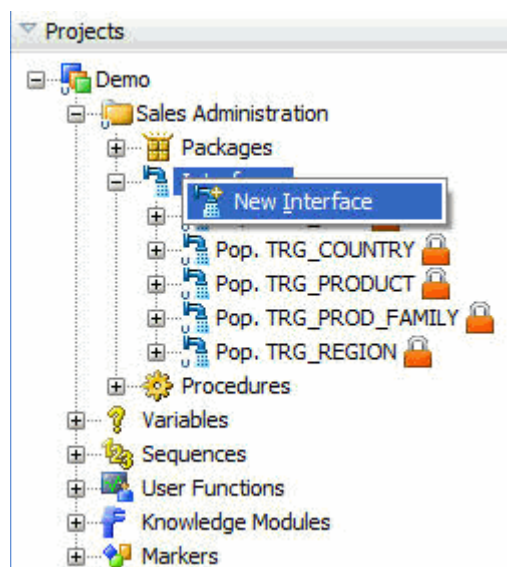 Projects
Demo
Sales Administration
Packages
New Interface
Pop. TRG_COUNTRY
Pop. TRG_PRODUCT
Pop. TRG_PROD_FAMILY
Pop. TRG_REGION
Procedures
Variables
Sequences
User Functions
Knowledge Modules
Markers